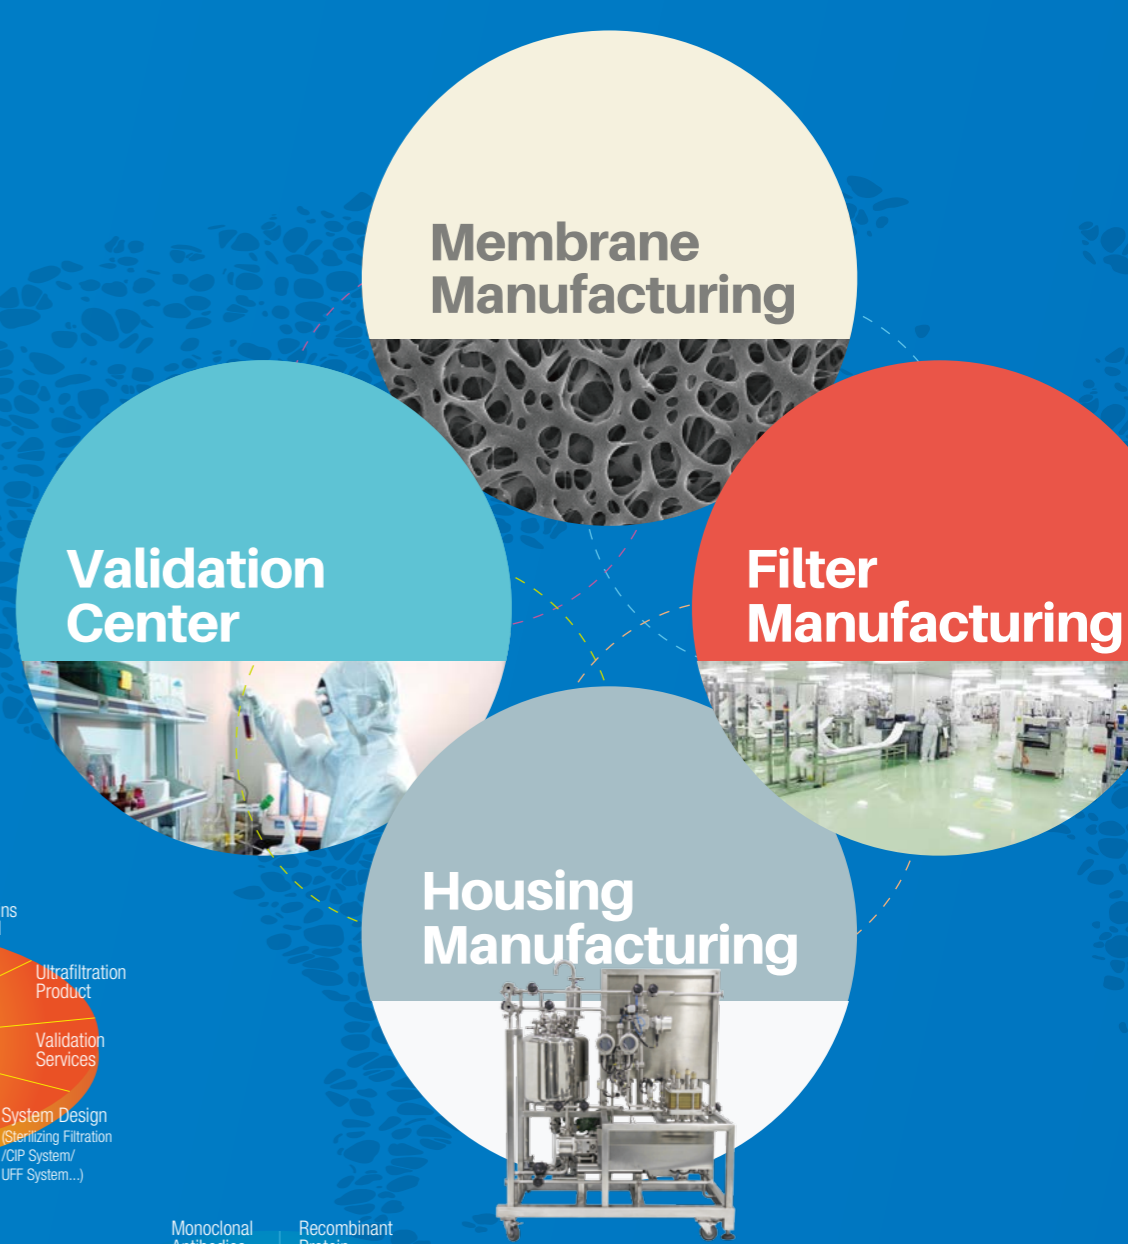 Membrane
Manufacturing
Validation
Center
Filter
Manufacturing
Housing
Manufacturing
Ultrafiltration
Product
Validation
Services
System Design
(Sterilizing Filtration
/CIP System/
UFF System...)
Monoclonal
Recombinant